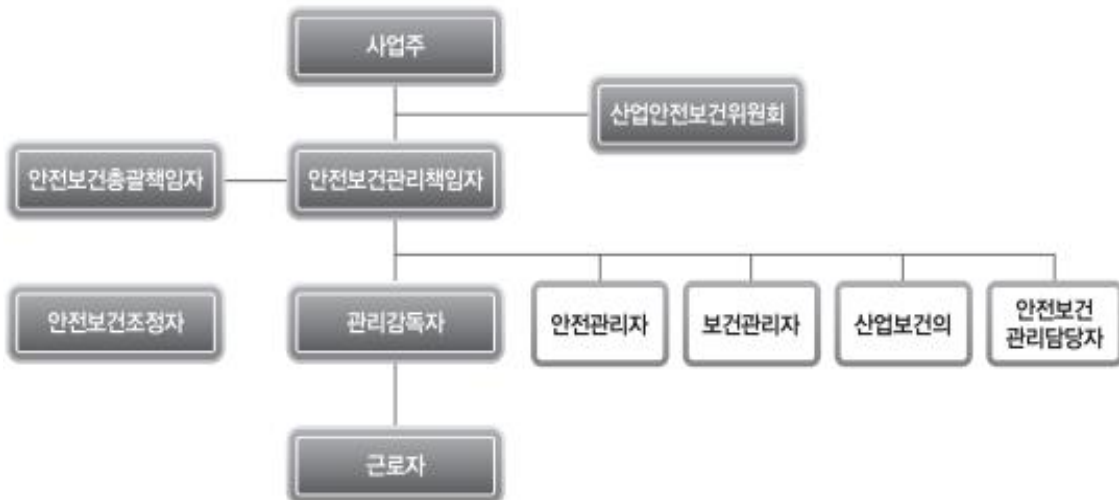 사업주
산업안전보건위원회
안전보건총괄책임자
안전보건관리책임자
안전보건조정자
관리감독자
안전관리자
보건관리자
산업보건의
안전보건
관리담당자
근로자